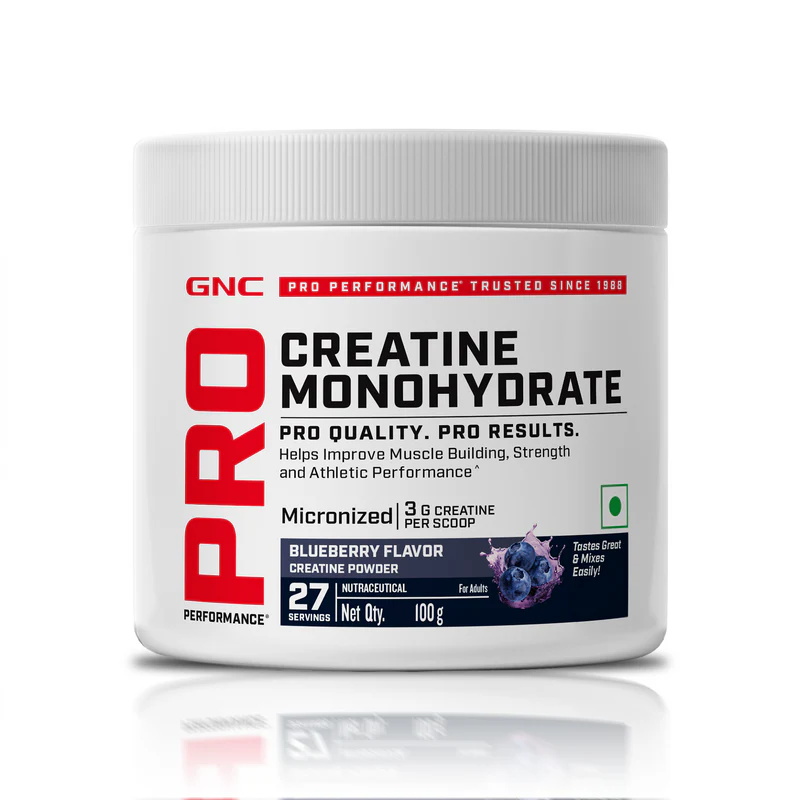 GNC PRO PERFORMANCE® TRUSTED SINCE 1988
PRO
PERFORMANCE®
CREATINE
MONOHYDRATE
PRO QUALITY. PRO RESULTS.
Helps Improve Muscle Building, Strength
and Athletic Performance^
Micronized
3 G CREATINE
PER SCOOP
BLUEBERRY FLAVOR
CREATINE POWDER
Tastes Great
& Mixes
Easily!
27
SERVINGS
NUTRACEUTICAL For Adults
Net Qty. 100 g